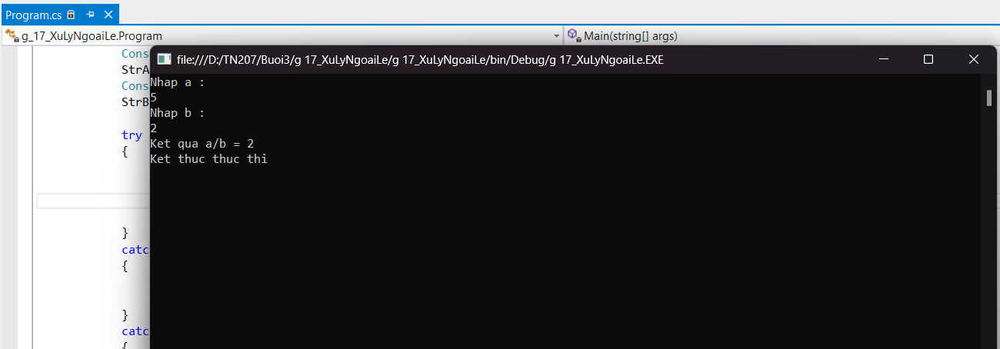 Program.cs
g_17_XuLyNgoaiLe.Program
Main(string[] args)
Cons
StrA
Cons
StrB
try
{
}
catc
{
}
catc
{
file:///D:/TN207/Buoi3/g 17_XuLyNgoaiLe/g 17_XuLyNgoaiLe/bin/Debug/g 17_XuLyNgoaiLe.EXE
Nhap a :
5
Nhap b :
2
Ket qua a/b = 2
Ket thuc thuc thi